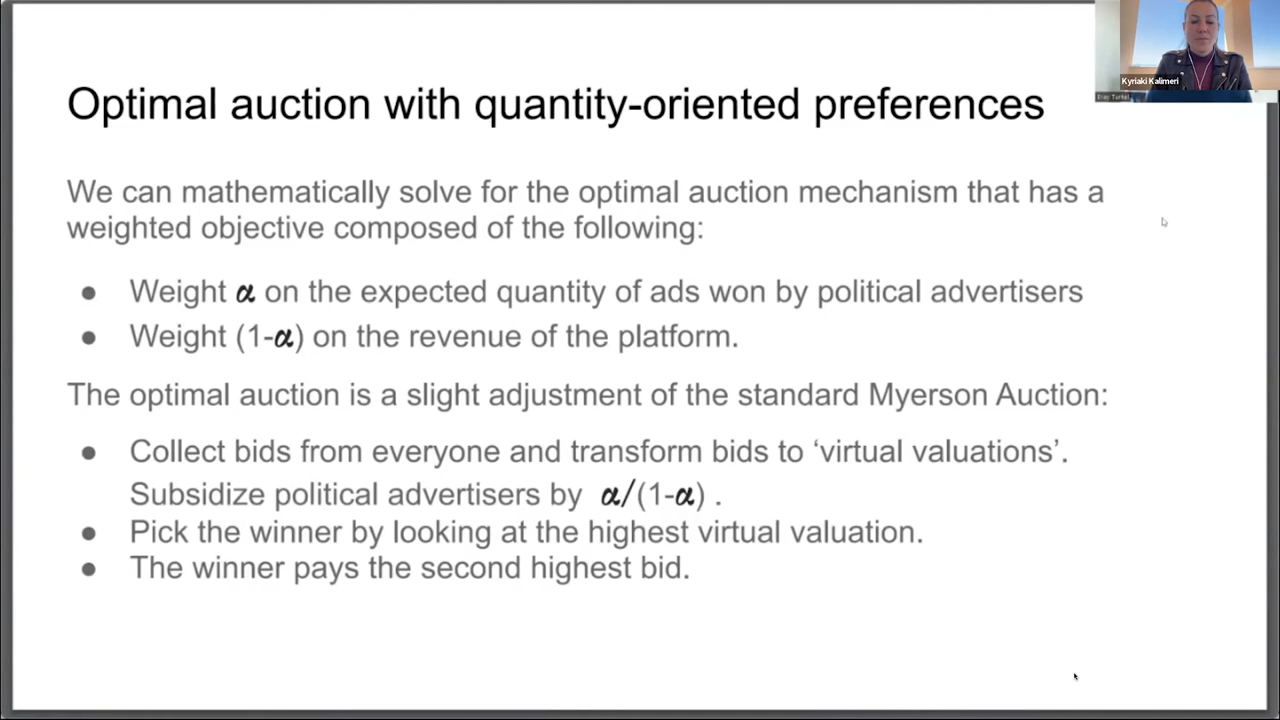 Kyriaki Kalimeri
Eray Turkel
Optimal auction with quantity-oriented preferences
We can mathematically solve for the optimal auction mechanism that has a
weighted objective composed of the following:
● Weight α on the expected quantity of ads won by political advertisers
● Weight (1-α) on the revenue of the platform.
The optimal auction is a slight adjustment of the standard Myerson Auction:
● Collect bids from everyone and transform bids to ‘virtual valuations’.
Subsidize political advertisers by α/(1-α) .
● Pick the winner by looking at the highest virtual valuation.
● The winner pays the second highest bid.